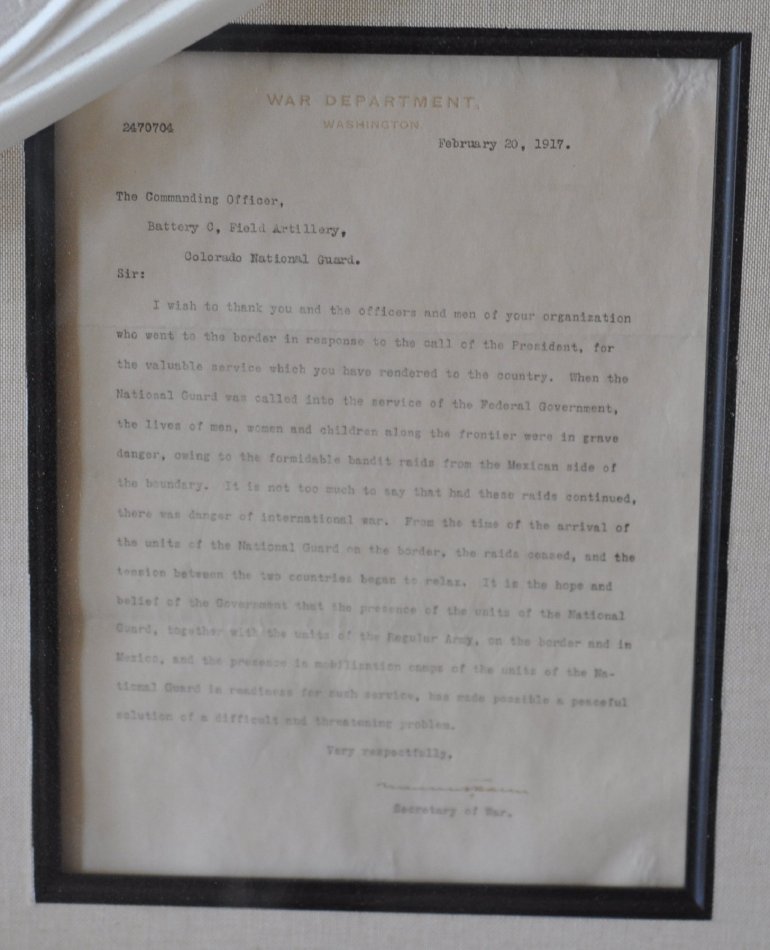 WAR DEPARTMENT,
WASHINGTON.
2470704
February 20, 1917.
The Commanding Officer,
Battery C, Field Artillery,
Colorado National Guard.
Sir:
I wish to thank you and the officers and men of your organization
who went to the border in response to the call of the President, for
the valuable service which you have rendered to the country. When the
National Guard was called into the service of the Federal Government,
the lives of men, women and children along the frontier were in grave
danger, owing to the formidable bandit raids from the Mexican side of
the boundary. It is not too much to say that had these raids continued,
there was danger of international war. From the time of the arrival of
the units of the National Guard on the border, the raids ceased, and the
tension between the two countries began to relax. It is the hope and
belief of the Government that the presence of the units of the National
Guard, together with the units of the Regular Army, on the border and in
Mexico, and the presence in mobilization camps of the units of the Na-
tional Guard in readiness for such service, has made possible a peaceful
solution of a difficult and threatening problem.
Very respectfully,
Secretary of War.